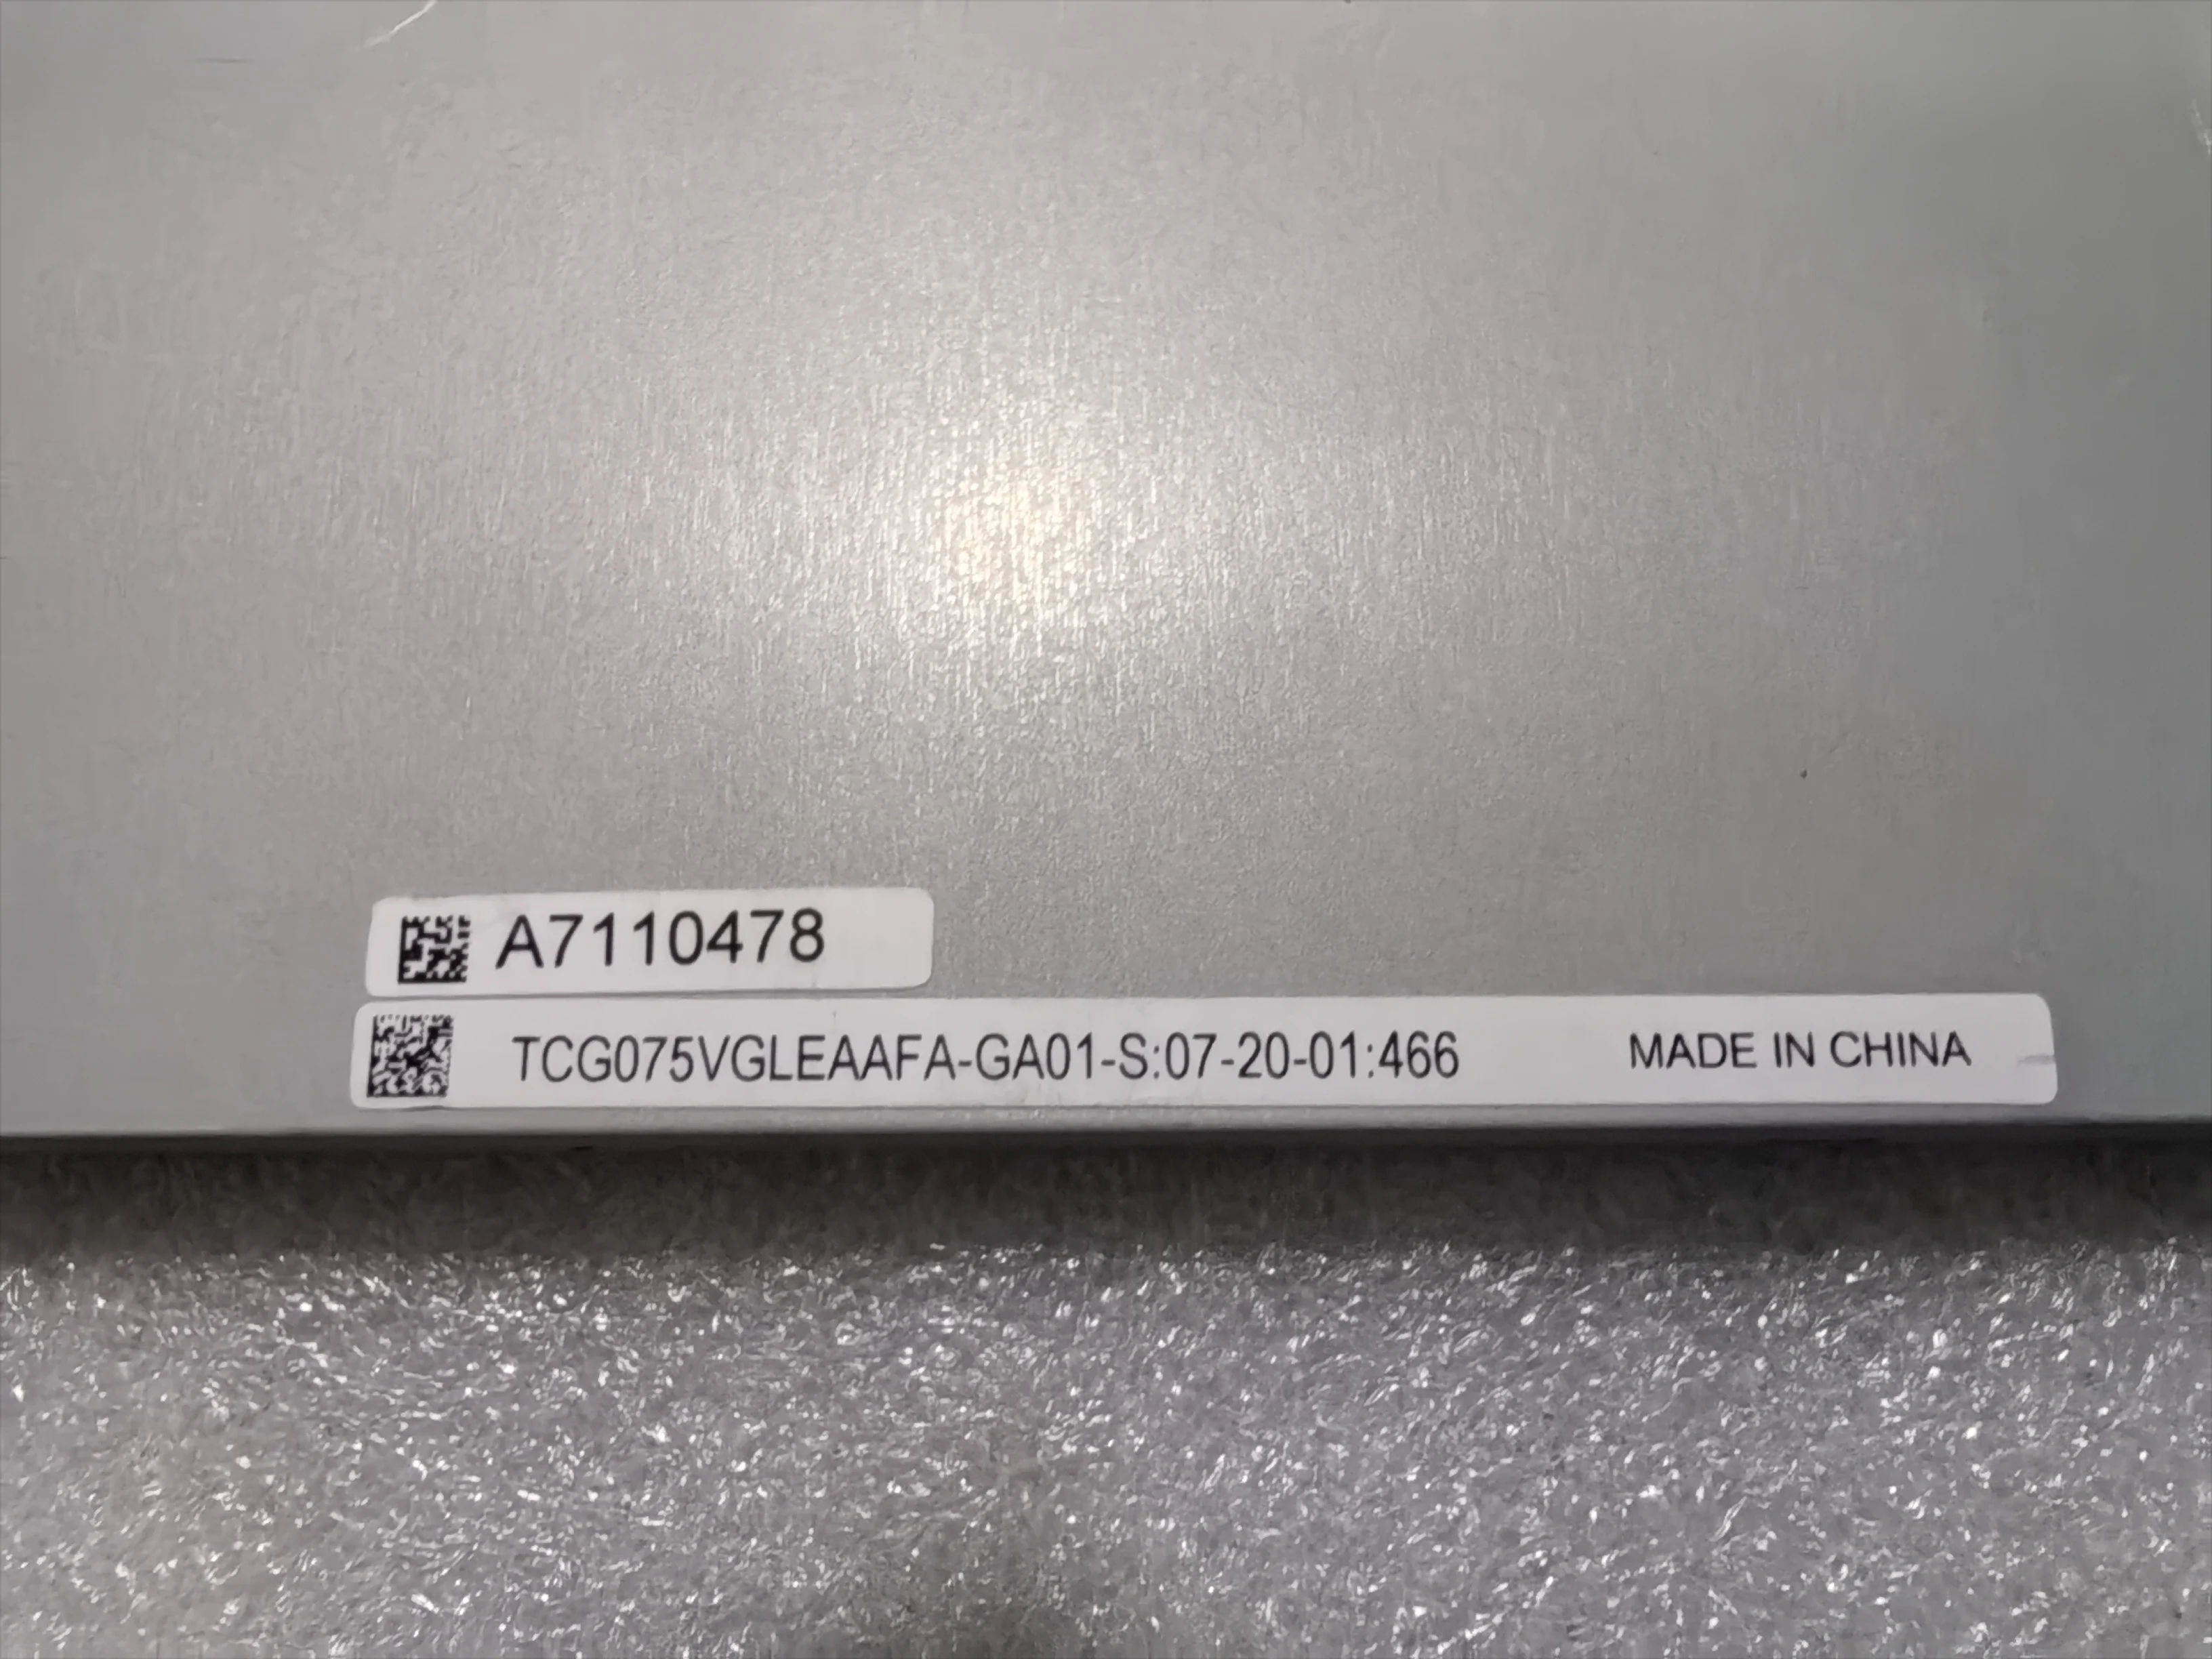 A7110478
TCG075VGLEAAFA-GA01-S:07-20-01:466 MADE IN CHINA